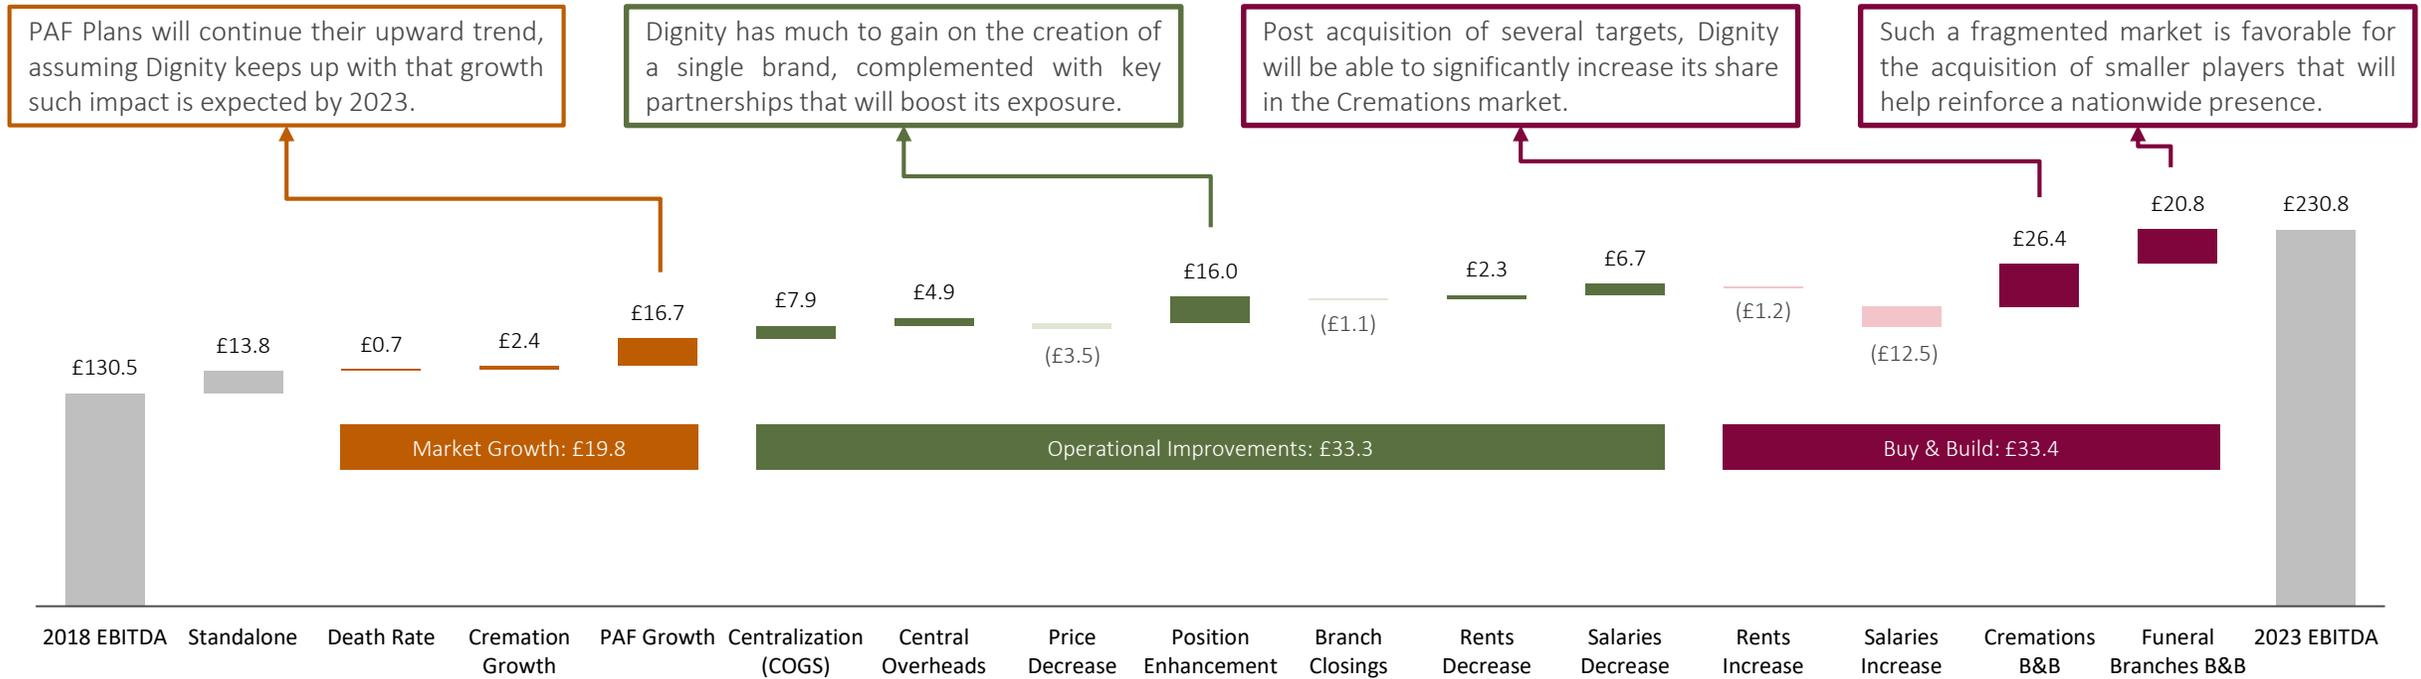 PAF Plans will continue their upward trend,
assuming Dignity keeps up with that growth
such impact is expected by 2023.
Dignity has much to gain on the creation of
a single brand, complemented with key
partnerships that will boost its exposure.
Post acquisition of several targets, Dignity
will be able to significantly increase its share
in the Cremations market.
Such a fragmented market is favorable for
the acquisition of smaller players that will
help reinforce a nationwide presence.
£130.5
£13.8
£0.7
£2.4
£16.7
£7.9
£4.9
(£3.5)
£16.0
(£1.1)
£2.3
£6.7
(£1.2)
(£12.5)
£26.4
£20.8
£230.8
Market Growth: £19.8
Operational Improvements: £33.3
Buy & Build: £33.4
2018 EBITDA
Standalone
Death Rate
Cremation
Growth
PAF Growth
Centralization
(COGS)
Central
Overheads
Price
Decrease
Position
Enhancement
Branch
Closings
Rents
Decrease
Salaries
Decrease
Rents
Increase
Salaries
Increase
Cremations
B&B
Funeral
Branches B&B
2023 EBITDA